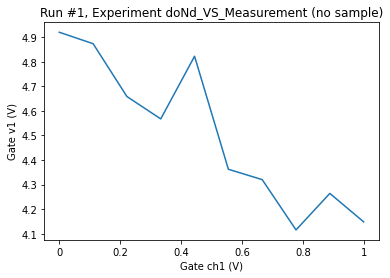 Run #1, Experiment doNd_VS_Measurement (no sample)
4.9
4.8
4.7
4.6
4.5
4.4
4.3
4.2
4.1
Gate v1 (V)
0 0.2 0.4 0.6 0.8 1
Gate ch1 (V)